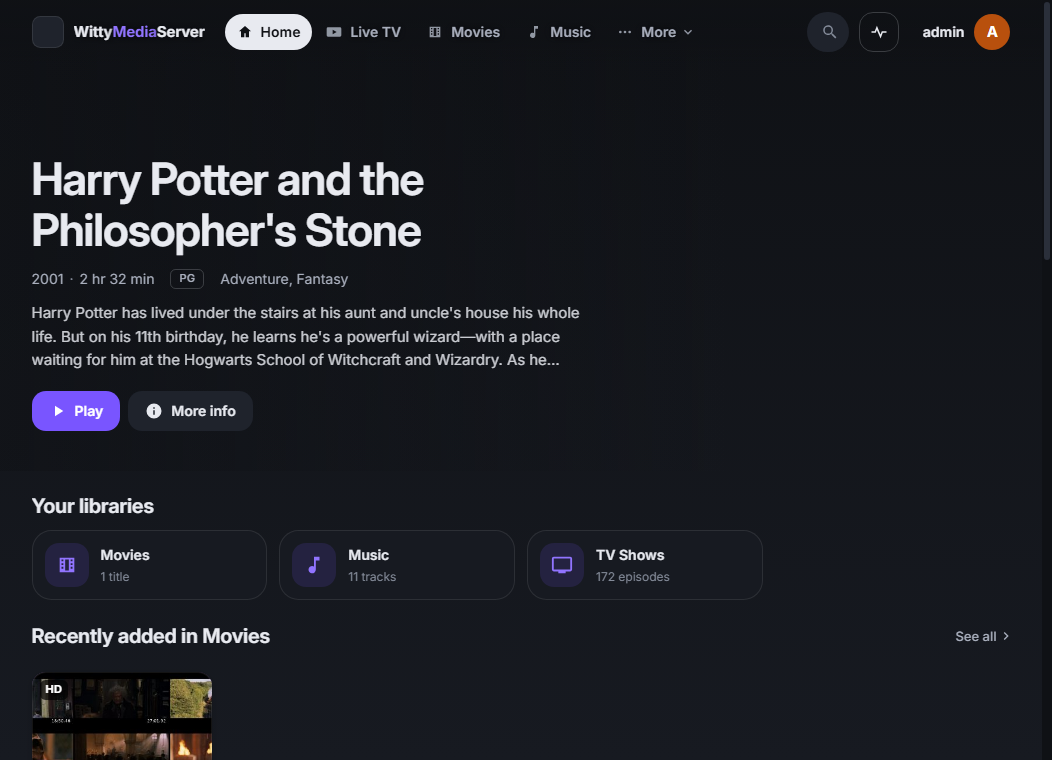 WittyMediaServer
Home
Live TV
Movies
Music
More
admin
A
Harry Potter and the
Philosopher's Stone
2001 · 2 hr 32 min PG Adventure, Fantasy
Harry Potter has lived under the stairs at his aunt and uncle's house his whole
life. But on his 11th birthday, he learns he's a powerful wizard—with a place
waiting for him at the Hogwarts School of Witchcraft and Wizardry. As he...
Play
More info
Your libraries
Movies
1 title
Music
11 tracks
TV Shows
172 episodes
Recently added in Movies
See all
HD